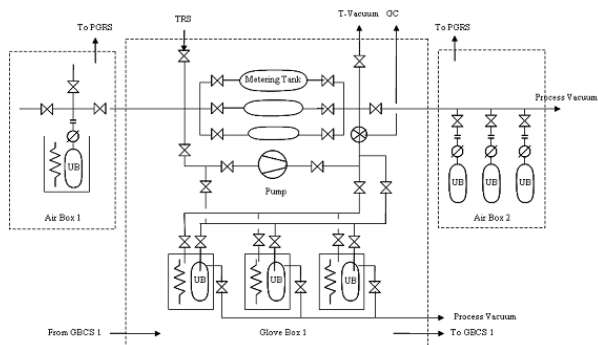 TRS
T-Vacuum
GC
To PGRS
To PGRS
Metering Tank
Process Vacuum
UB
Air Box 1
Pump
UB
UB
UB
Air Box 2
UB
UB
UB
Process Vacuum
From GBCS 1
Glove Box 1
To GBCS 1